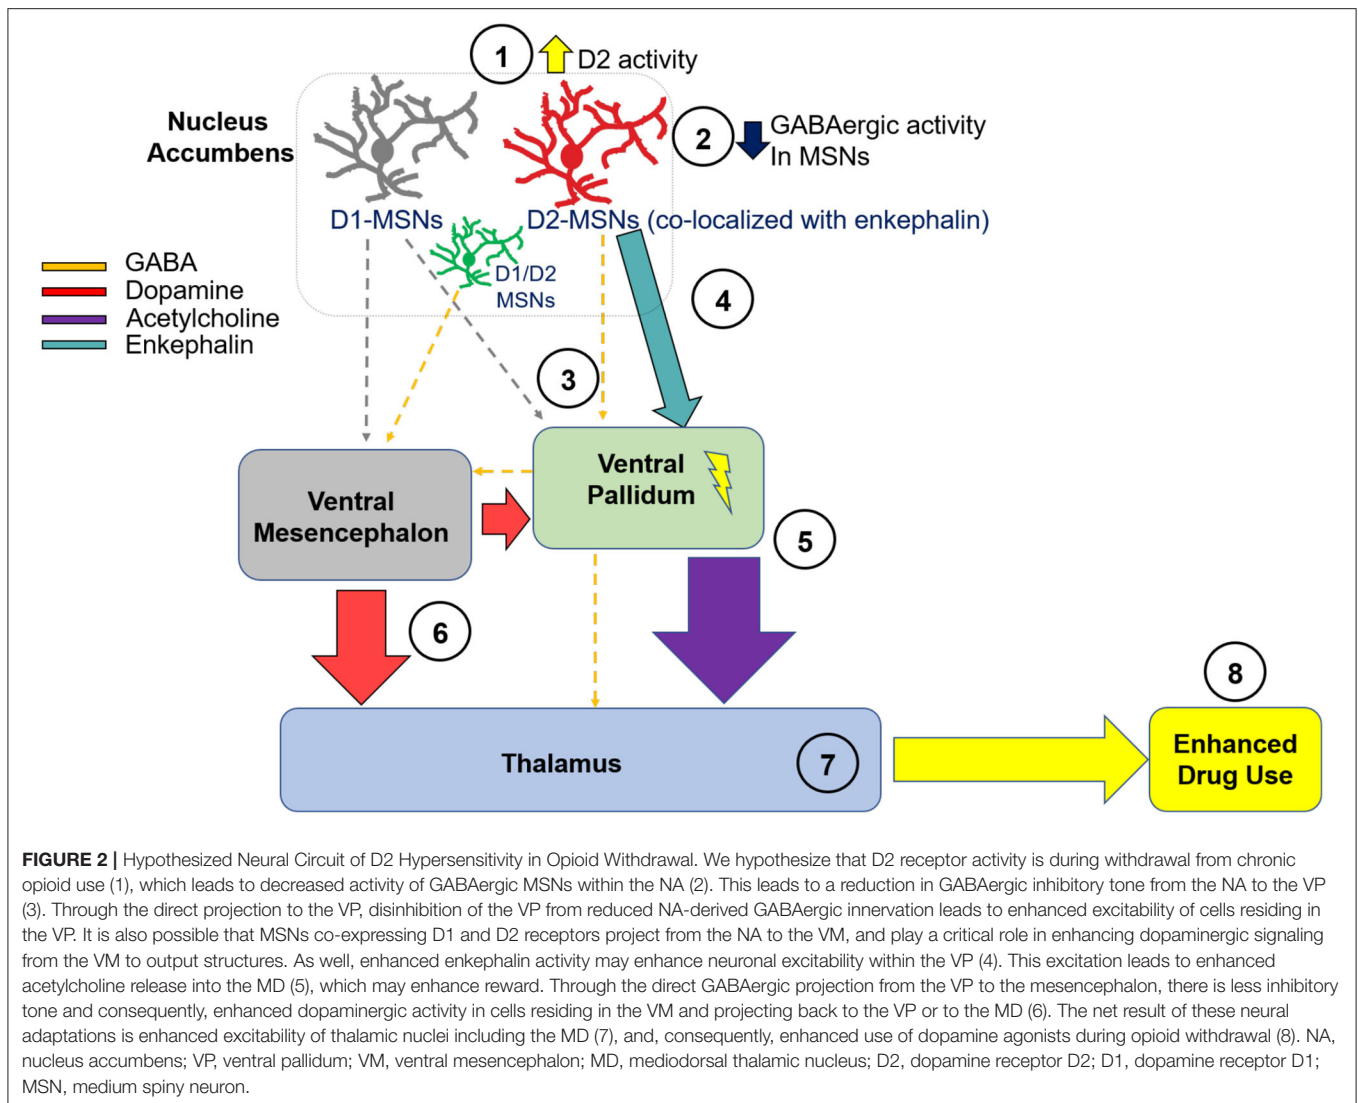 1
D2 activity
Nucleus
Accumbens
2
GABAergic activity
In MSNs
D1-MSNs
D2-MSNs (co-localized with enkephalin)
D1/D2
MSNs
GABA
Dopamine
Acetylcholine
Enkephalin
4
3
Ventral
Pallidum
Ventral
Mesencephalon
5
6
8
Thalamus
7
Enhanced
Drug Use
FIGURE 2 | Hypothesized Neural Circuit of D2 Hypersensitivity in Opioid Withdrawal. We hypothesize that D2 receptor activity is during withdrawal from chronic
opioid use (1), which leads to decreased activity of GABAergic MSNs within the NA (2). This leads to a reduction in GABAergic inhibitory tone from the NA to the VP
(3). Through the direct projection to the VP, disinhibition of the VP from reduced NA-derived GABAergic innervation leads to enhanced excitability of cells residing in
the VP. It is also possible that MSNs co-expressing D1 and D2 receptors project from the NA to the VM, and play a critical role in enhancing dopaminergic signaling
from the VM to output structures. As well, enhanced enkephalin activity may enhance neuronal excitability within the VP (4). This excitation leads to enhanced
acetylcholine release into the MD (5), which may enhance reward. Through the direct GABAergic projection from the VP to the mesencephalon, there is less inhibitory
tone and consequently, enhanced dopaminergic activity in cells residing in the VM and projecting back to the VP or to the MD (6). The net result of these neural
adaptations is enhanced excitability of thalamic nuclei including the MD (7), and, consequently, enhanced use of dopamine agonists during opioid withdrawal (8). NA,
nucleus accumbens; VP, ventral pallidum; VM, ventral mesencephalon; MD, mediodorsal thalamic nucleus; D2, dopamine receptor D2; D1, dopamine receptor D1;
MSN, medium spiny neuron.